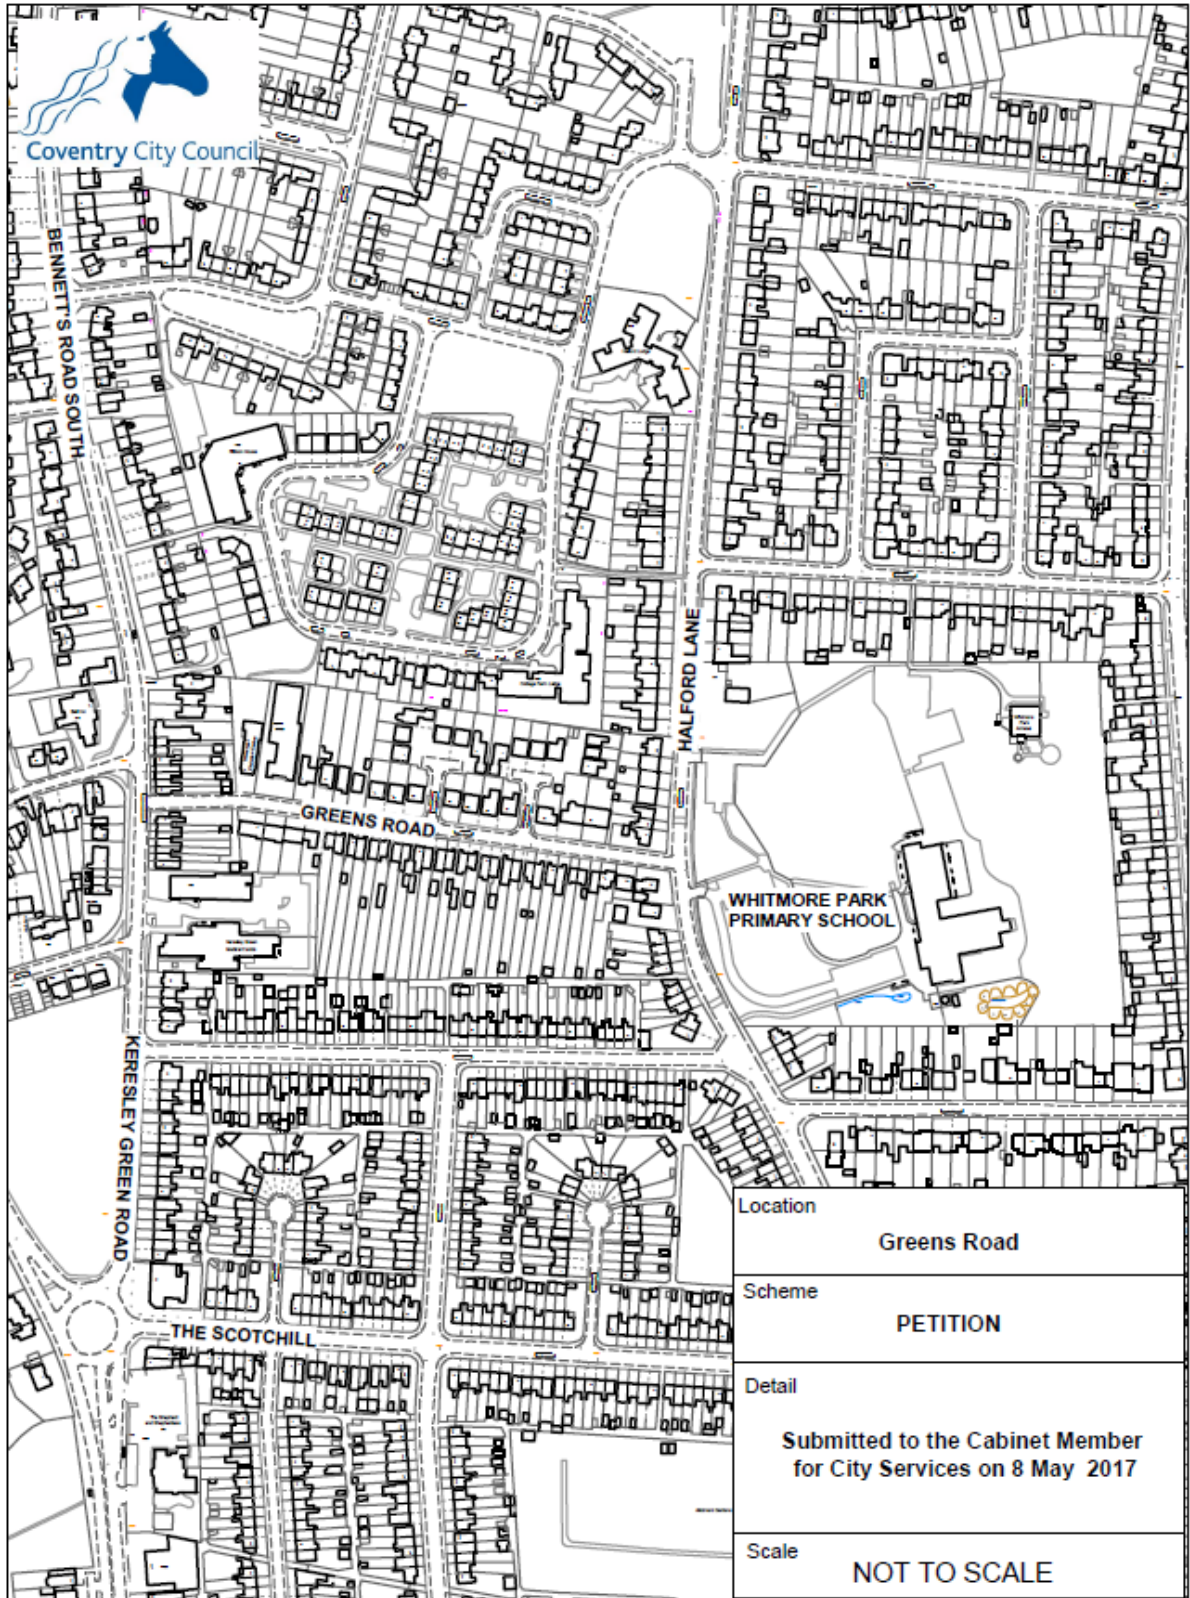 Coventry City Council
BENNETT'S ROAD SOUTH
HALFORD LANE
GREENS ROAD
WHITMORE PARK
PRIMARY SCHOOL
KERESLEY GREEN ROAD
THE SCOTCHILL
Location
Greens Road
Scheme
PETITION
Detail
Submitted to the Cabinet Member
for City Services on 8 May 2017
Scale
NOT TO SCALE